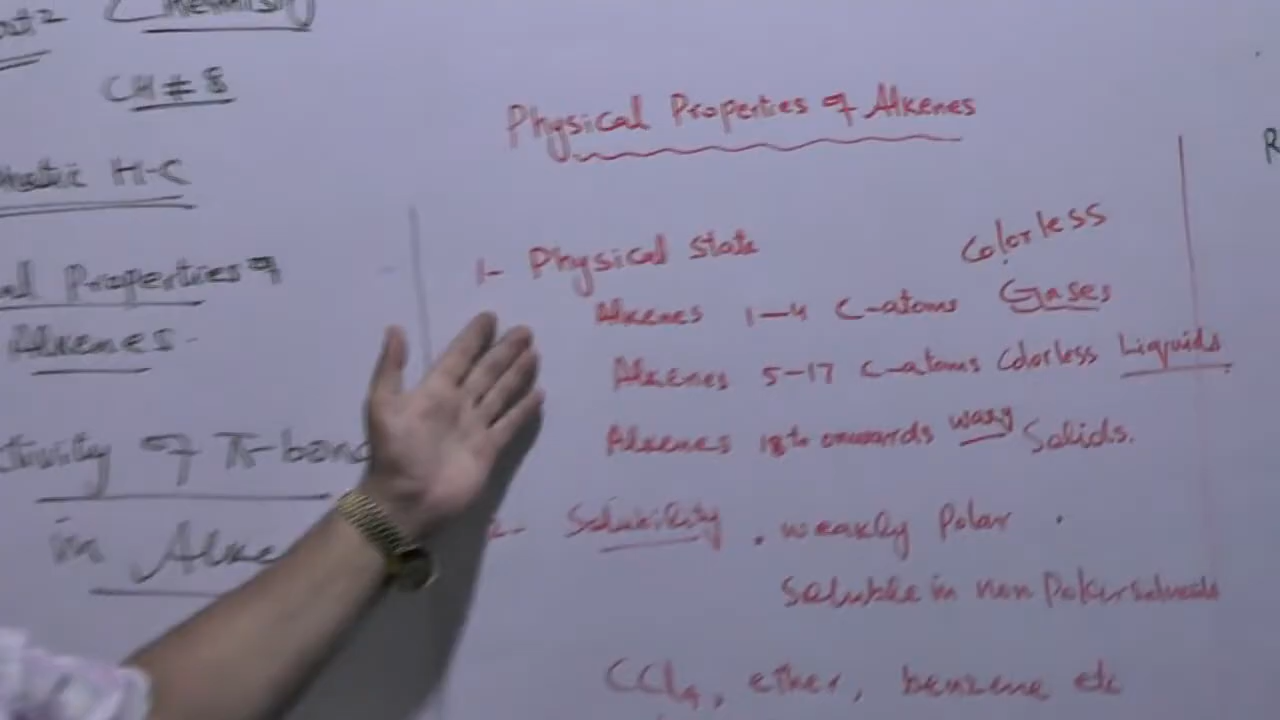 Chemistry
CH # 8
H-C
Properties of
Alkenes.
of π-bond
in Alke
Physical Properties of Alkenes
1- Physical State
Colorless
Alkenes 1-4 C-atoms Gases
Alkenes 5-17 C-atoms Colorless Liquids
Alkenes 18th onwards waxy Solids.
Solubility . weakly Polar .
Soluble in non Polar solvents
CCl4, ether, benzene etc
R